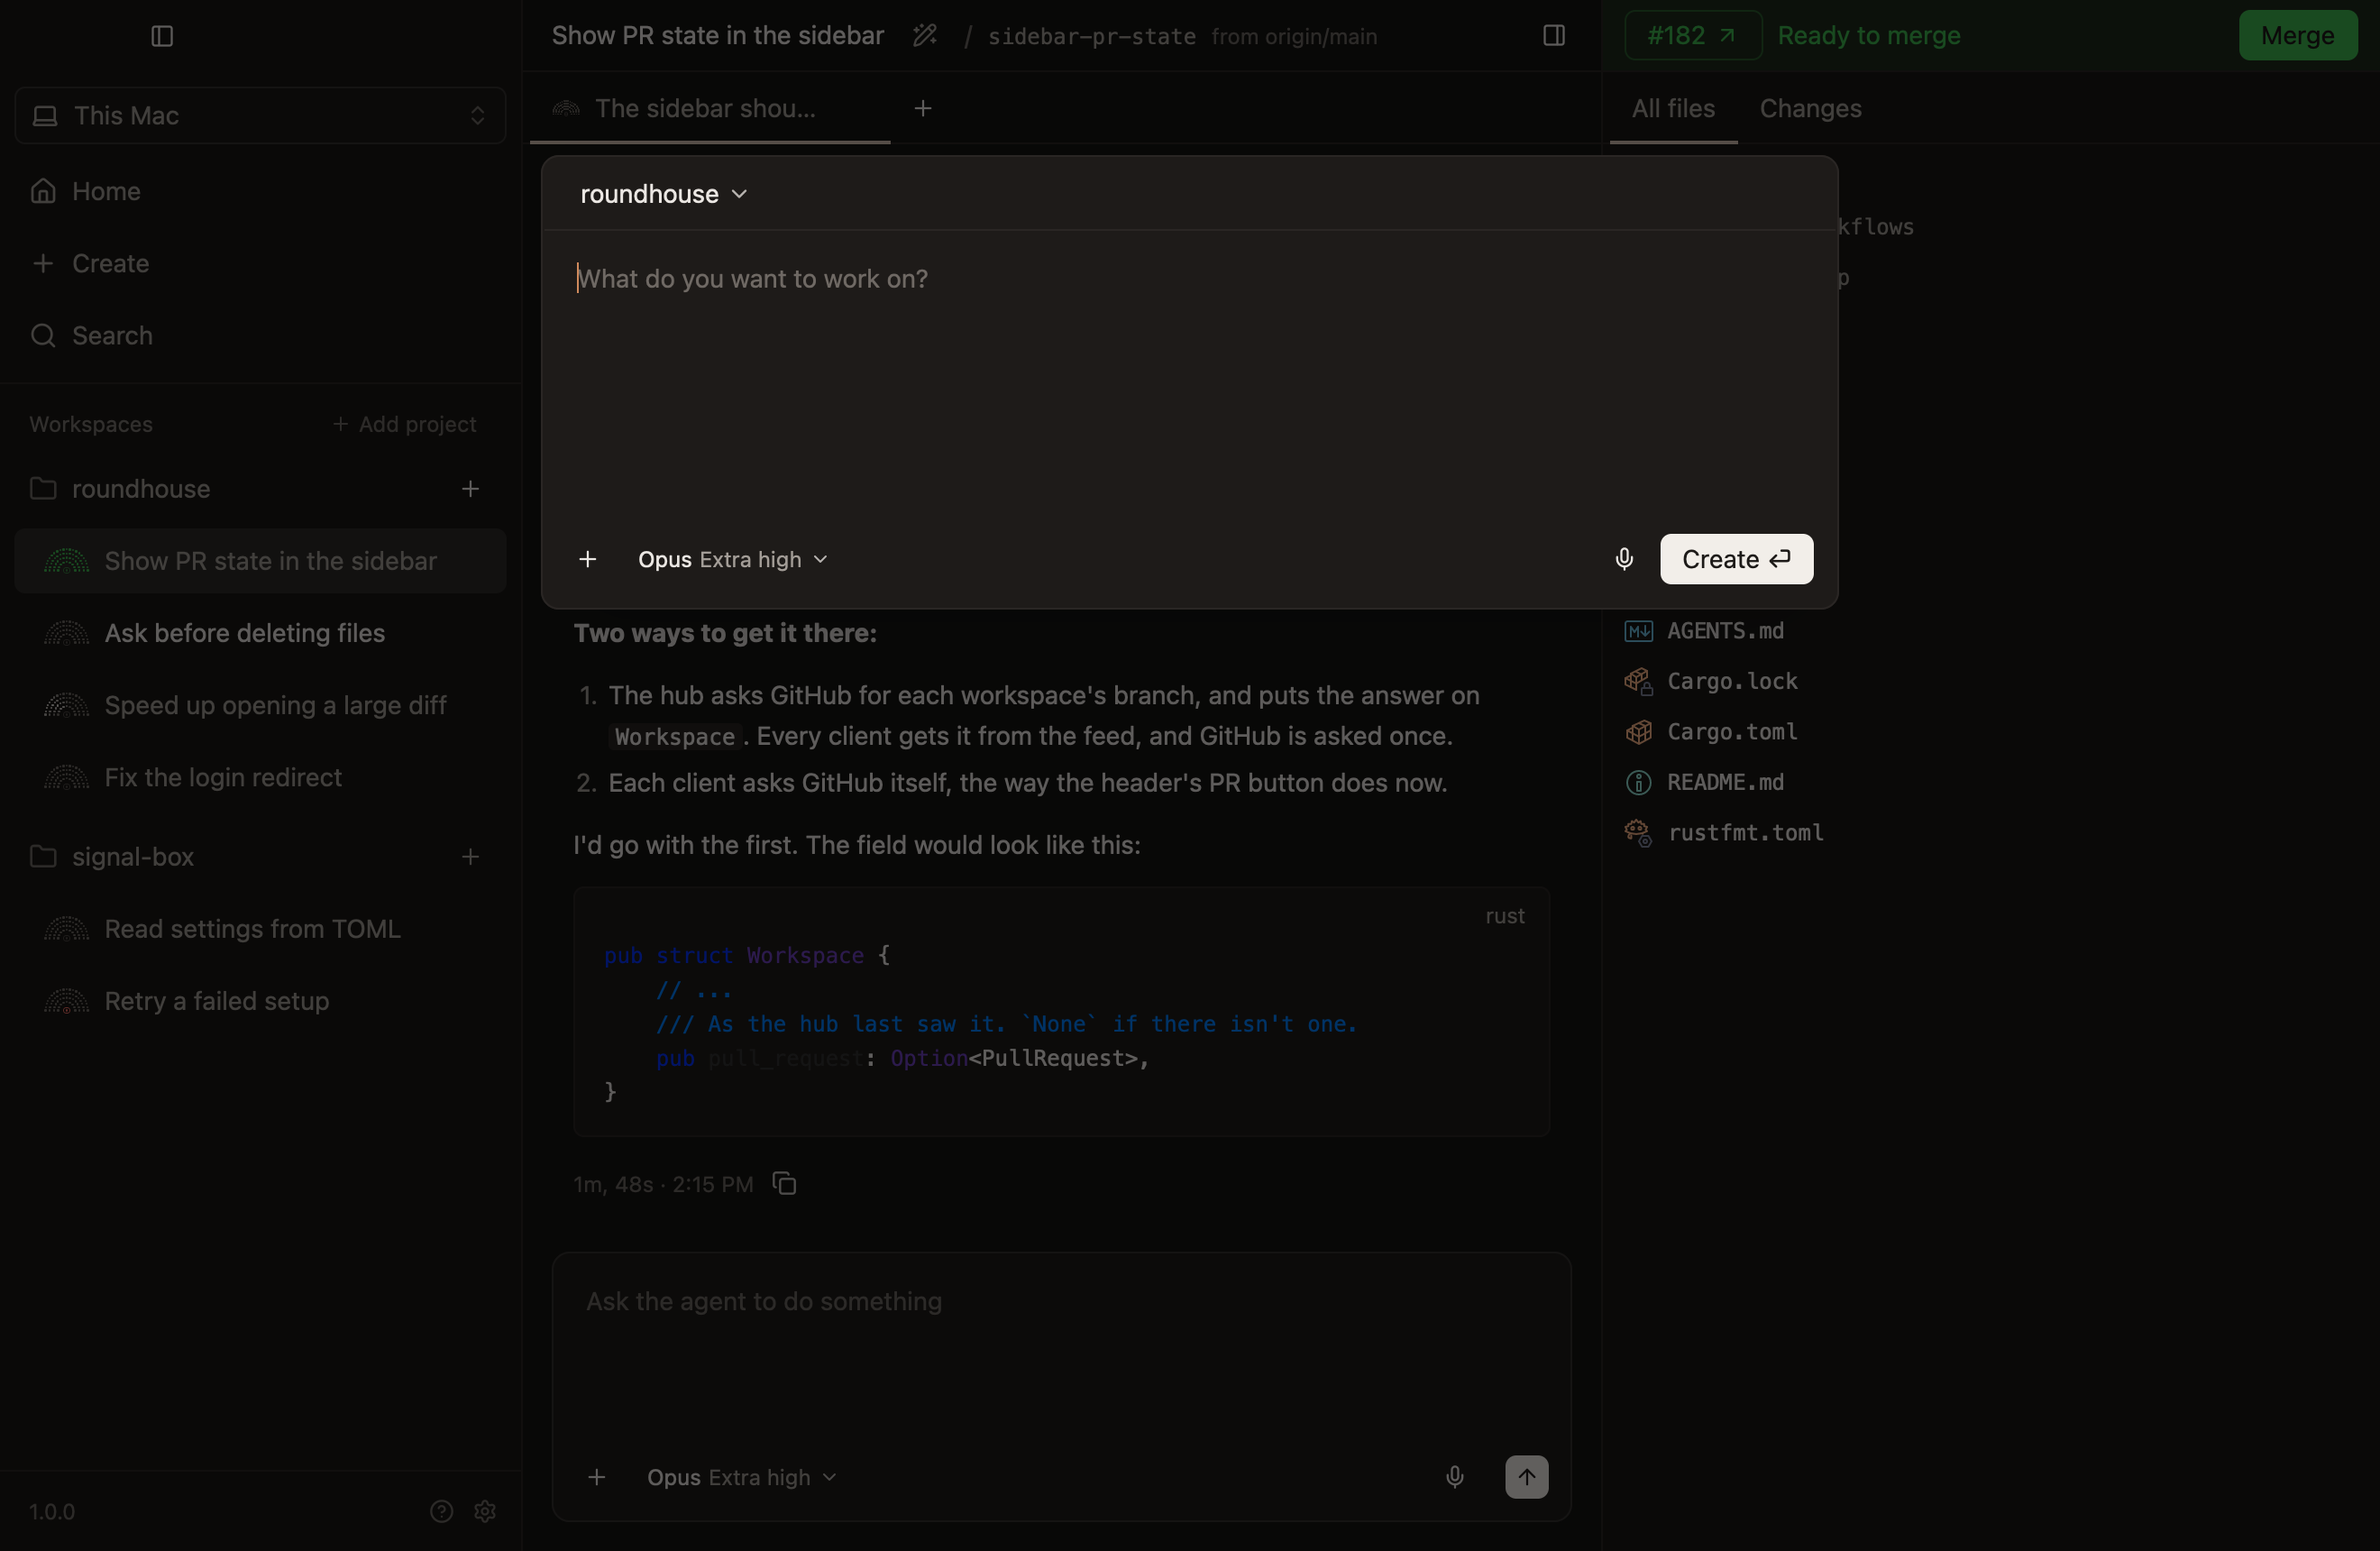 This Mac
Home
Create
Search
Workspaces
Add project
roundhouse
Show PR state in the sidebar
Ask before deleting files
Speed up opening a large diff
Fix the login redirect
signal-box
Read settings from TOML
Retry a failed setup
1.0.0
Show PR state in the sidebar / sidebar-pr-state from origin/main
The sidebar shou...
roundhouse
What do you want to work on?
Opus Extra high
Create
Two ways to get it there:
1. The hub asks GitHub for each workspace's branch, and puts the answer on
Workspace. Every client gets it from the feed, and GitHub is asked once.
2. Each client asks GitHub itself, the way the header's PR button does now.
I'd go with the first. The field would look like this:
rust
pub struct Workspace {
// ...
/// As the hub last saw it. `None` if there isn't one.
pub pull_request: Option<PullRequest>,
}
1m, 48s · 2:15 PM
Ask the agent to do something
Opus Extra high
#182
Ready to merge
Merge
All files
Changes
kflows
p
AGENTS.md
Cargo.lock
Cargo.toml
README.md
rustfmt.toml